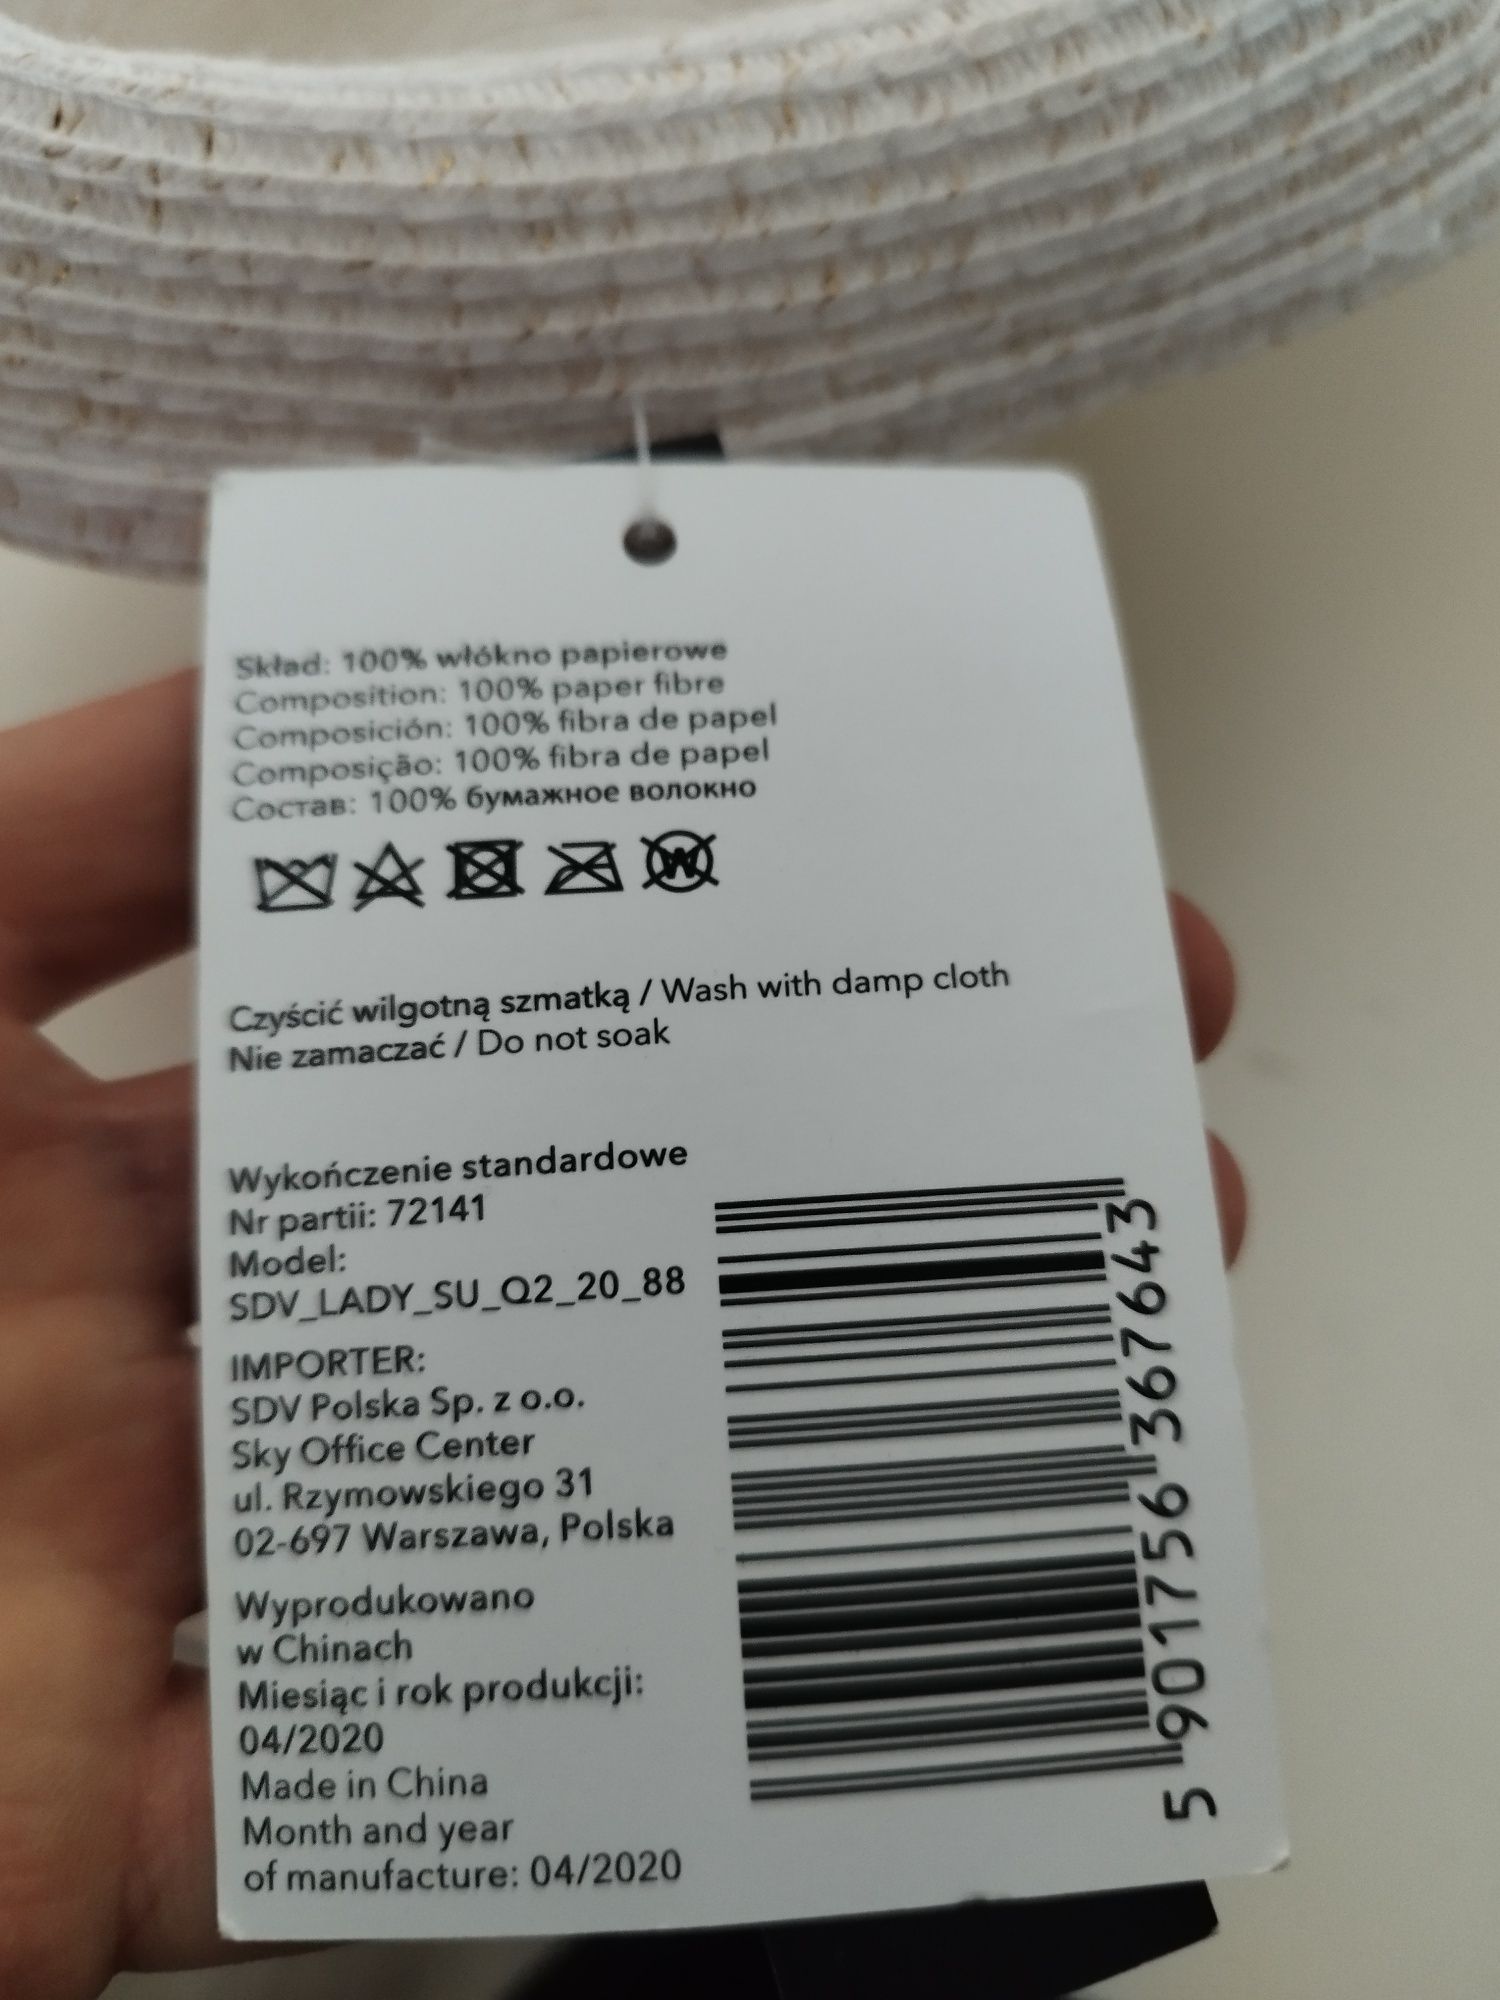 Skład: 100% włókno papierowe
Composition: 100% paper fibre
Composición: 100% fibra de papel
Composição: 100% fibra de papel
Состав: 100% бумажное волокно
W
Czyścić wilgotną szmatką / Wash with damp cloth
Nie zamaczać / Do not soak
Wykończenie standardowe
Nr partii: 72141
Model:
SDV_LADY_SU_Q2_20_88
IMPORTER:
SDV Polska Sp. z o.o.
Sky Office Center
ul. Rzymowskiego 31
02-697 Warszawa, Polska
Wyprodukowano
w Chinach
Miesiąc i rok produkcji:
04/2020
Made in China
Month and year
of manufacture: 04/2020
5 901756 367643